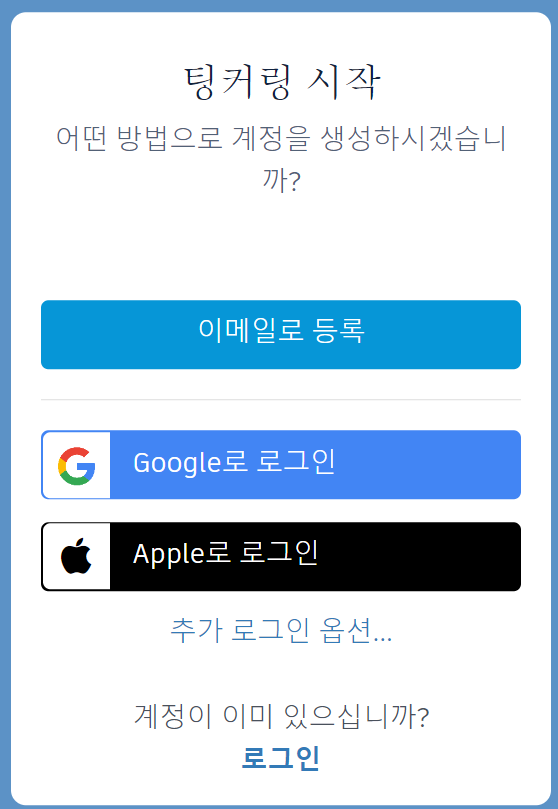 팅커링 시작
어떤 방법으로 계정을 생성하시겠습니
까?
이메일로 등록
Google로 로그인
Apple로 로그인
추가 로그인 옵션...
계정이 이미 있으십니까?
로그인